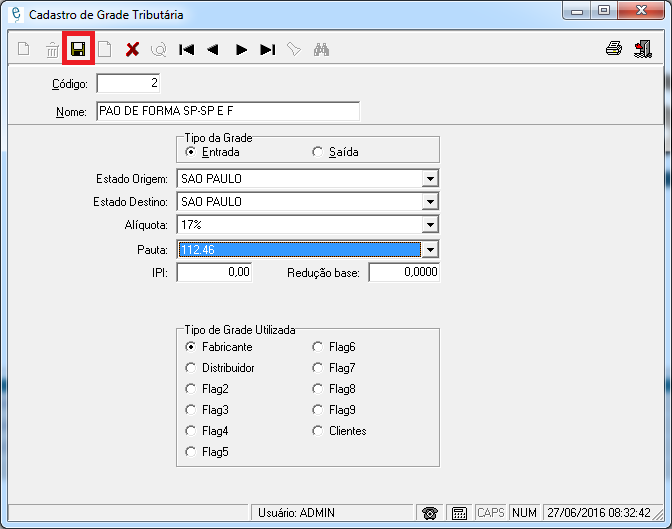 Cadastro de Grade Tributária
Código: 2
Nome: PAO DE FORMA SP-SP E F
Tipo da Grade
Entrada Saída
Estado Origem: SAO PAULO
Estado Destino: SAO PAULO
Alíquota: 17%
Pauta: 112.46
IPI: 0,00 Redução base: 0,0000
Tipo de Grade Utilizada
Fabricante Flag6
Distribuidor Flag7
Flag2 Flag8
Flag3 Flag9
Flag4 Clientes
Flag5
Usuário: ADMIN CAPS NUM 27/06/2016 08:32:42